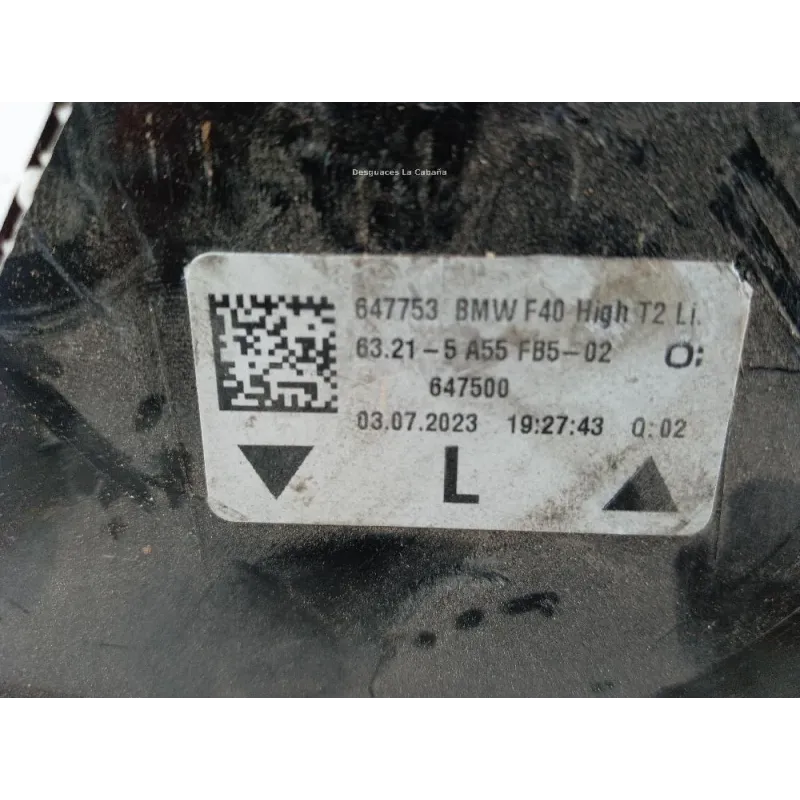 Desguaces La Cabaña
647753 BMW F40 High T2 Li.
63.21-5 A55 FB5-02 O:
647500
03.07.2023 19:27:43 Q:02
L